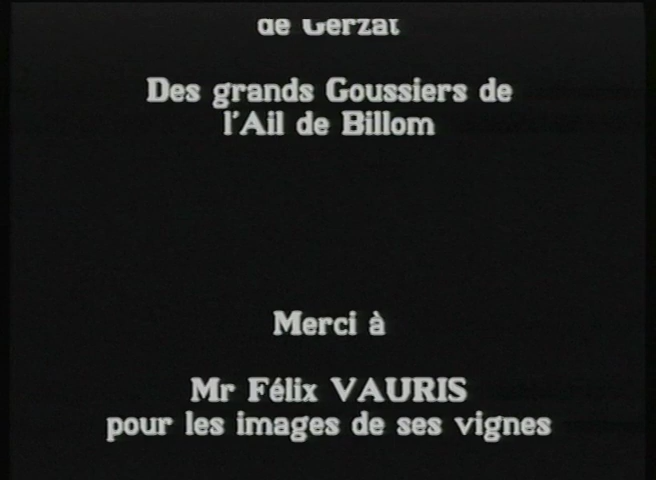 de Gerzat
Des grands Goussiers de
l'Ail de Billom
Merci à
Mr Félix VAURIS
pour les images de ses vignes